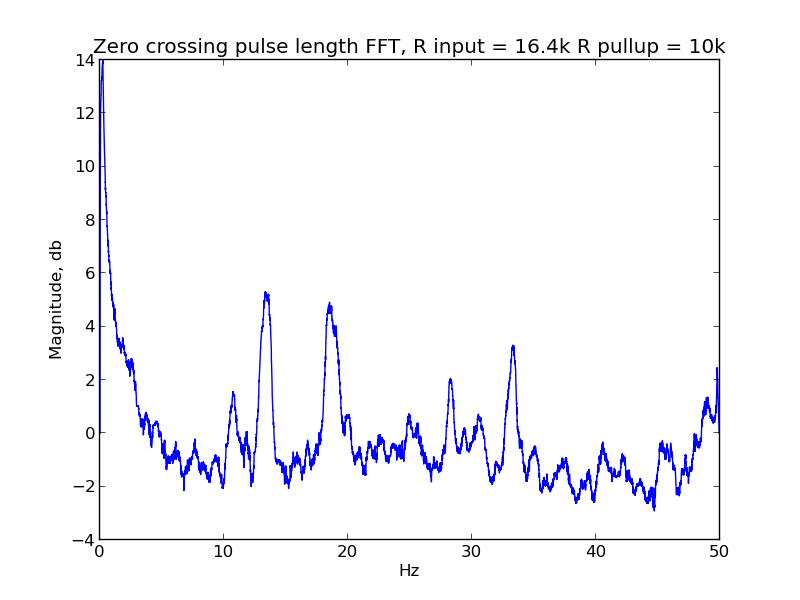 Zero crossing pulse length FFT, R input = 16.4k R pullup = 10k
14
12
10
8
6
4
2
0
−2
−4
Magnitude, db
0 10 20 30 40 50
Hz